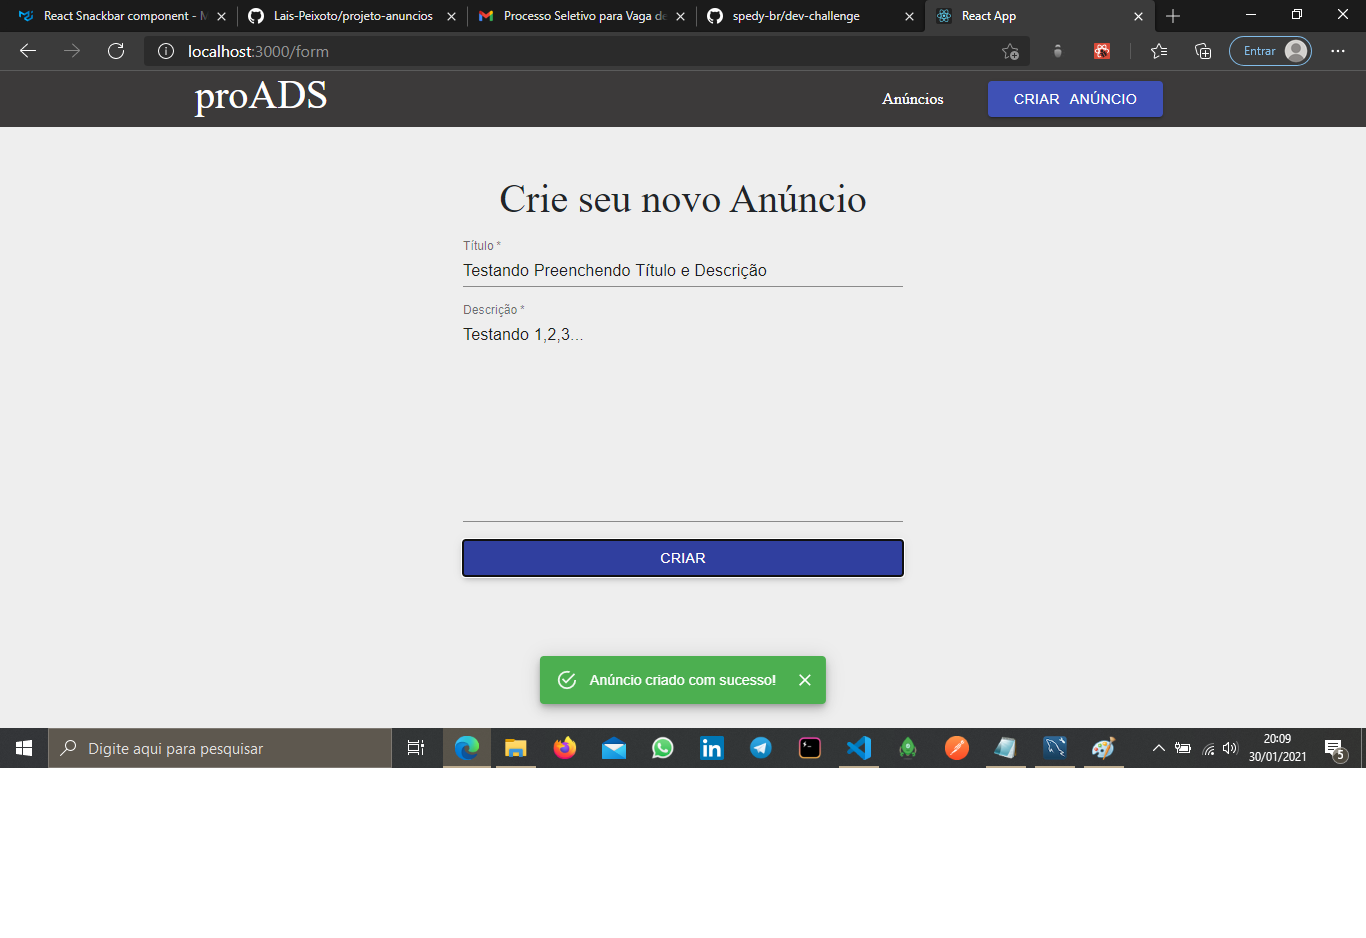 React Snackbar component - M
Lais-Peixoto/projeto-anuncios
Processo Seletivo para Vaga de
spedy-br/dev-challenge
React App
localhost:3000/form
Entrar
proADS
Anúncios
CRIAR ANÚNCIO
Crie seu novo Anúncio
Título *
Testando Preenchendo Título e Descrição
Descrição *
Testando 1,2,3...
CRIAR
Anúncio criado com sucesso!
Digite aqui para pesquisar
20:09
30/01/2021
5